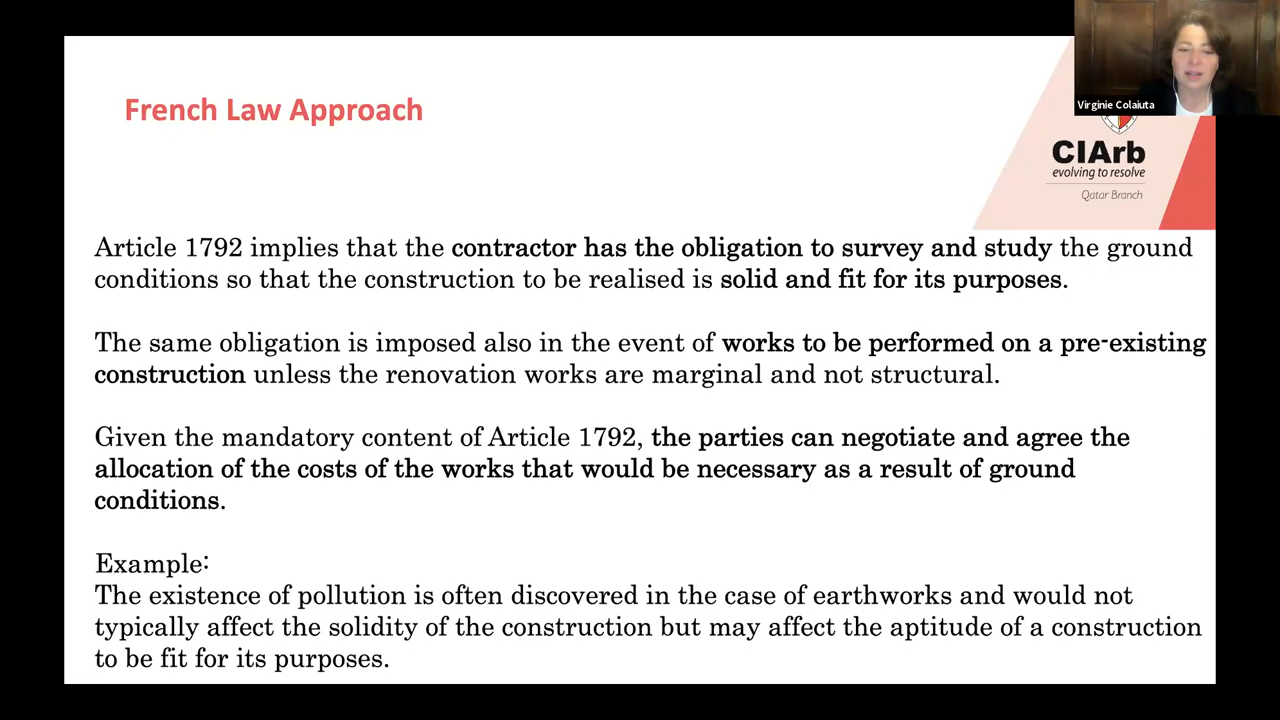 French Law Approach
Virginie Colaiuta
CIArb
evolving to resolve
Qatar Branch
Article 1792 implies that the contractor has the obligation to survey and study the ground
conditions so that the construction to be realised is solid and fit for its purposes.
The same obligation is imposed also in the event of works to be performed on a pre-existing
construction unless the renovation works are marginal and not structural.
Given the mandatory content of Article 1792, the parties can negotiate and agree the
allocation of the costs of the works that would be necessary as a result of ground
conditions.
Example:
The existence of pollution is often discovered in the case of earthworks and would not
typically affect the solidity of the construction but may affect the aptitude of a construction
to be fit for its purposes.